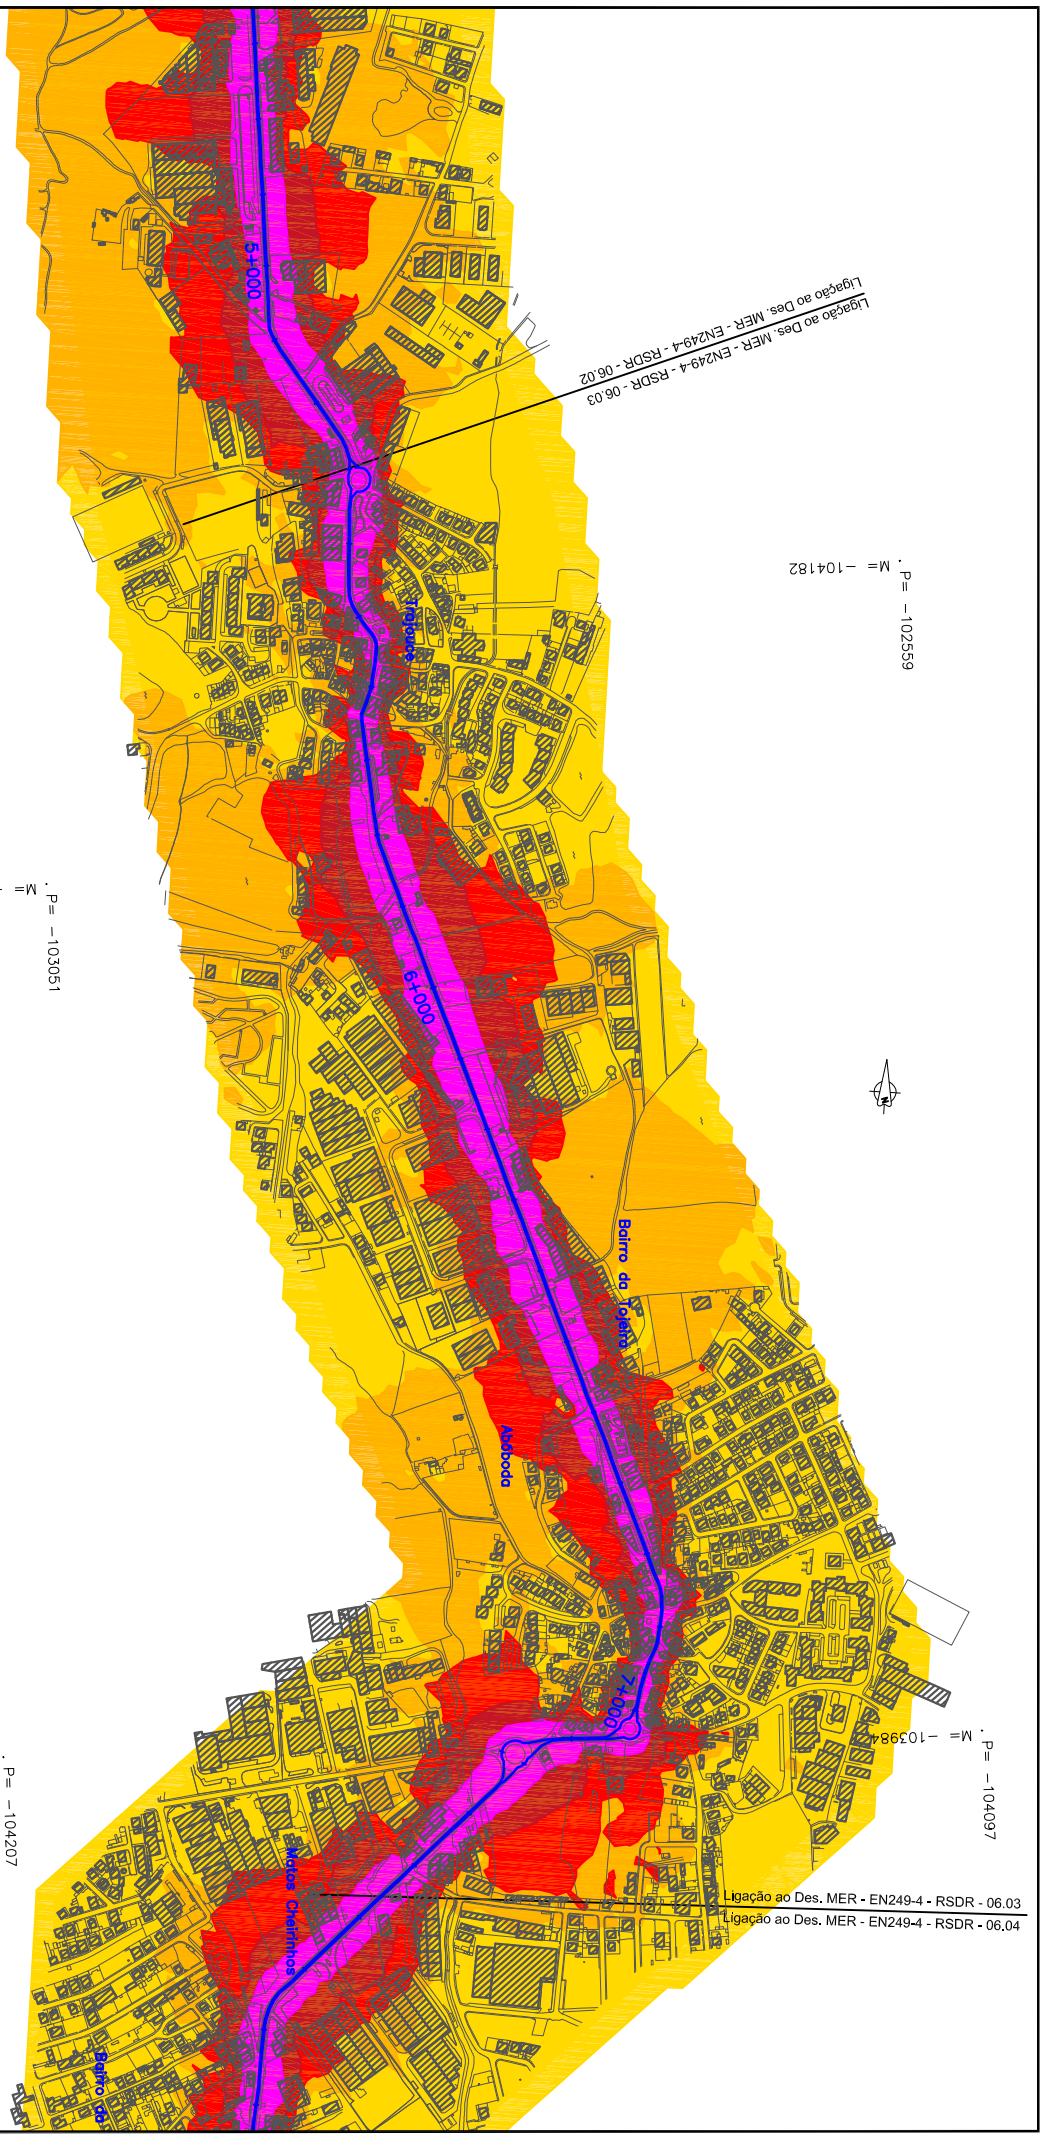 5+000
Ligação ao Des. MER - EN249-4 - RSDR - 06.02
Ligação ao Des. MER - EN249-4 - RSDR - 06.03
M= -104182
P= -102559
Trajouce
M=
P= -103051
6+000
N
Bairro da Tojeira
Abóboda
7+000
M= -103984
P= -104097
P= -104207
Matos Cheirinhos
Ligação ao Des. MER - EN249-4 - RSDR - 06.03
Ligação ao Des. MER - EN249-4 - RSDR - 06.04
Bairro da